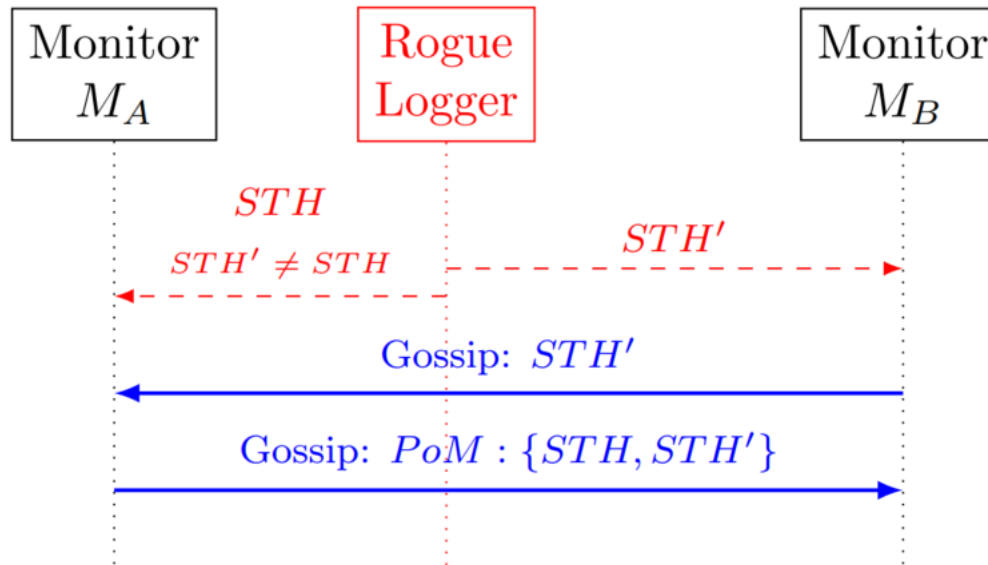 Monitor
M_A
Rogue
Logger
Monitor
M_B
STH
STH′ ≠ STH
STH′
Gossip: STH′
Gossip: PoM : {STH, STH′}